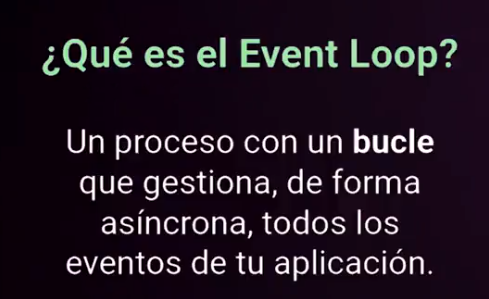 ¿Qué es el Event Loop?
Un proceso con un bucle
que gestiona, de forma
asíncrona, todos los
eventos de tu aplicación.